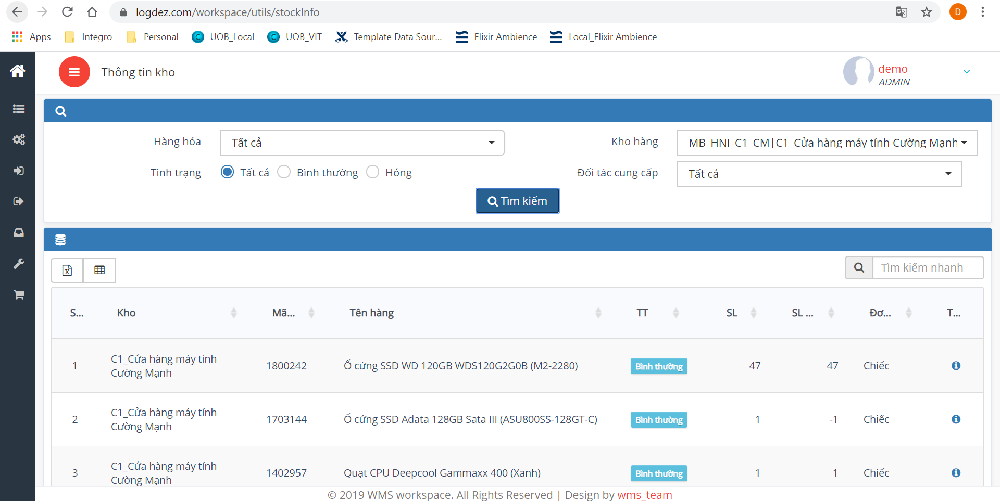 logdez.com/workspace/utils/stockInfo
D
Apps Integro Personal UOB_Local UOB_VIT Template Data Sour... Elixir Ambience Local_Elixir Ambience
Thông tin kho
demo
ADMIN
Hàng hóa Tất cả Kho hàng MB_HNI_C1_CM|C1_Cửa hàng máy tính Cường Mạnh
Tình trạng Tất cả Bình thường Hỏng Đối tác cung cấp Tất cả
Tìm kiếm
Tìm kiếm nhanh
S... Kho Mã... Tên hàng TT SL SL ... Đơ... T...
1 C1_Cửa hàng máy tính Cường Mạnh 1800242 Ổ cứng SSD WD 120GB WDS120G2G0B (M2-2280) Bình thường 47 47 Chiếc
2 C1_Cửa hàng máy tính Cường Mạnh 1703144 Ổ cứng SSD Adata 128GB Sata III (ASU800SS-128GT-C) Bình thường 1 -1 Chiếc
3 C1_Cửa hàng máy tính Cường Mạnh 1402957 Quạt CPU Deepcool Gammaxx 400 (Xanh) Bình thường 1 1 Chiếc
© 2019 WMS workspace. All Rights Reserved | Design by wms_team